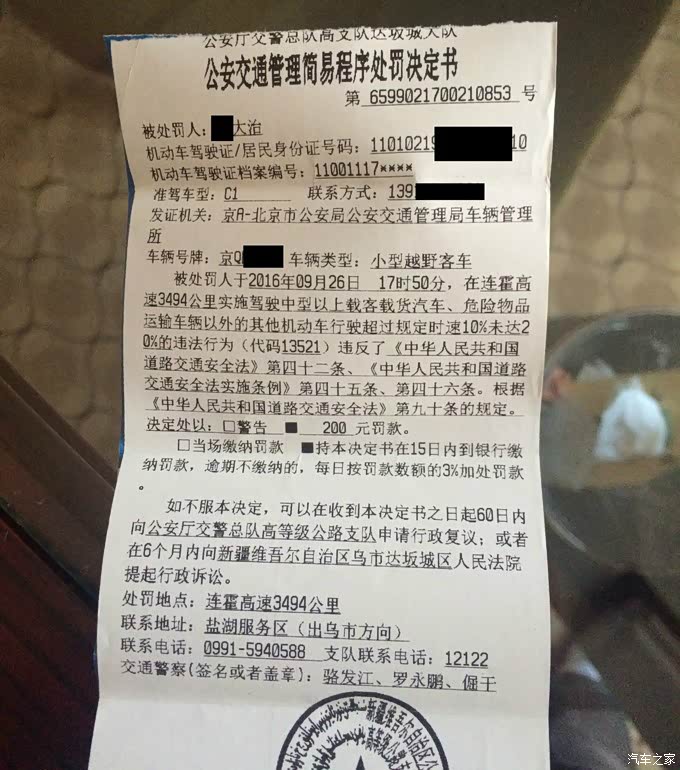 公安厅交警总队高支队达坂城大队
公安交通管理简易程序处罚决定书
第 6599021700210853 号
被处罚人: 大治
机动车驾驶证/居民身份证号码: 11010219 10
机动车驾驶证档案编号: 11001117****
准驾车型: C1 联系方式: 139
发证机关: 京A-北京市公安局公安交通管理局车辆管理
所
车辆号牌: 京Q 车辆类型: 小型越野客车
被处罚人于2016年09月26日 17时50分, 在连霍高
速3494公里实施驾驶中型以上载客载货汽车、危险物品
运输车辆以外的其他机动车行驶超过规定时速10%未达2
0%的违法行为(代码13521)违反了《中华人民共和国
道路交通安全法》第四十二条、《中华人民共和国道路
交通安全法实施条例》第四十五条、第四十六条。根据
《中华人民共和国道路交通安全法》第九十条的规定。
决定处以: □警告 ■ 200 元罚款。
□当场缴纳罚款 ■持本决定书在15日内到银行缴
纳罚款, 逾期不缴纳的, 每日按罚款数额的3%加处罚款
。
如不服本决定, 可以在收到本决定书之日起60日内
向公安厅交警总队高等级公路支队申请行政复议; 或者
在6个月内向新疆维吾尔自治区乌市达坂城区人民法院
提起行政诉讼。
处罚地点: 连霍高速3494公里
联系地址: 盐湖服务区(出乌市方向)
联系电话: 0991-5940588 支队联系电话: 12122
交通警察(签名或者盖章): 骆发江、罗永鹏、倔干
新疆维吾尔自治区公
高等级公路
汽车之家